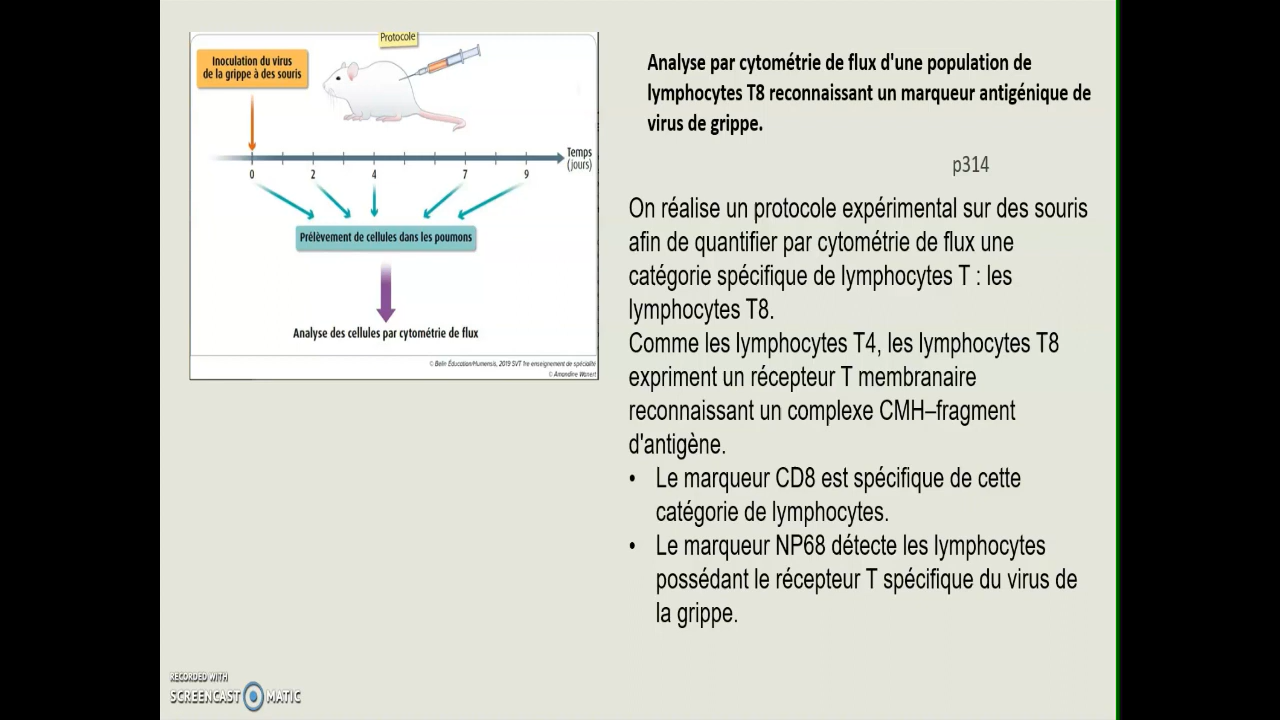 Protocole
Inoculation du virus
de la grippe à des souris
Temps
(jours)
0 2 4 7 9
Prélèvement de cellules dans les poumons
Analyse des cellules par cytométrie de flux
© Belin Éducation/Humensis, 2019 SVT 1re enseignement de spécialité
© Amandine Wanert
Analyse par cytométrie de flux d'une population de
lymphocytes T8 reconnaissant un marqueur antigénique de
virus de grippe.
p314
On réalise un protocole expérimental sur des souris
afin de quantifier par cytométrie de flux une
catégorie spécifique de lymphocytes T : les
lymphocytes T8.
Comme les lymphocytes T4, les lymphocytes T8
expriment un récepteur T membranaire
reconnaissant un complexe CMH–fragment
d'antigène.
• Le marqueur CD8 est spécifique de cette
catégorie de lymphocytes.
• Le marqueur NP68 détecte les lymphocytes
possédant le récepteur T spécifique du virus de
la grippe.
RECORDED WITH
SCREENCAST MATIC